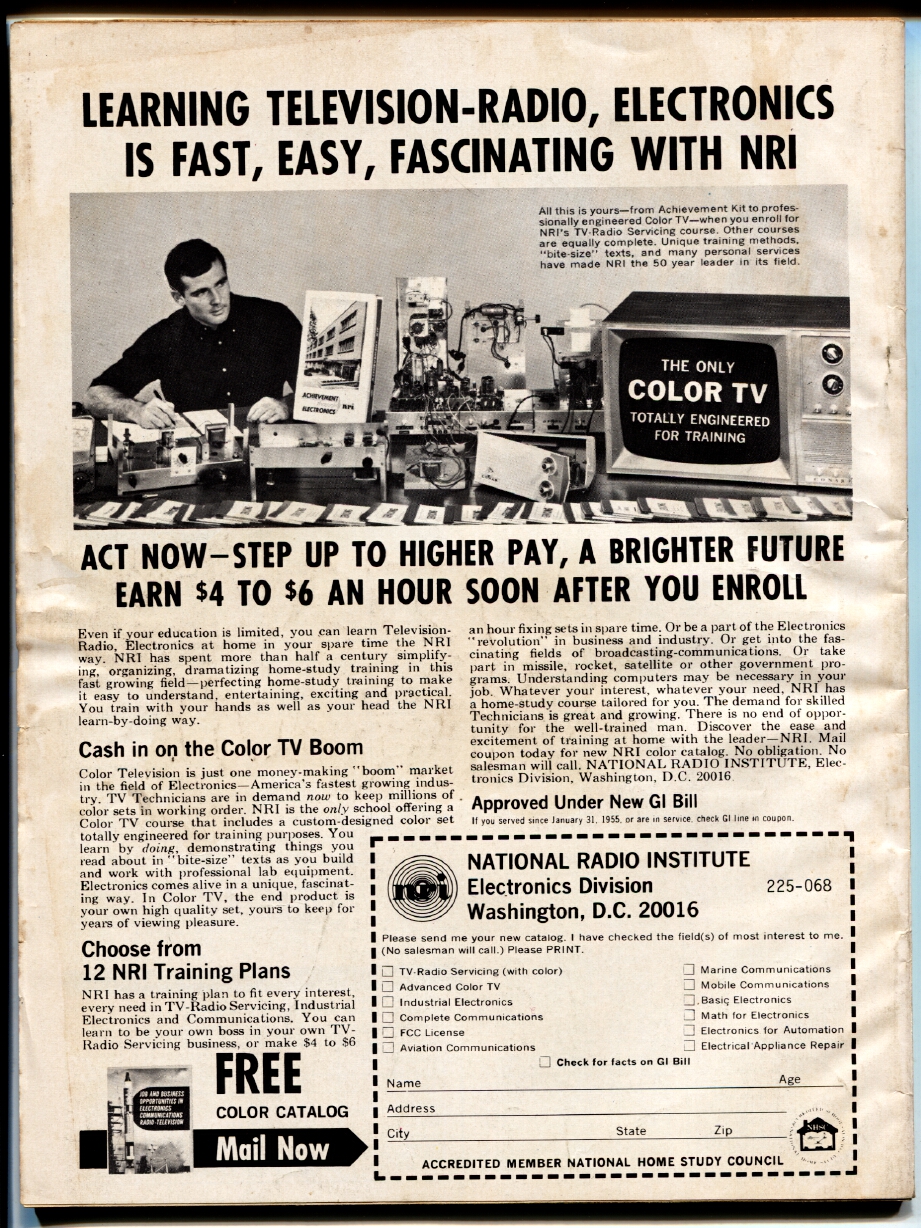 LEARNING TELEVISION-RADIO, ELECTRONICS
IS FAST, EASY, FASCINATING WITH NRI
All this is yours—from Achievement Kit to profes-
sionally engineered Color TV—when you enroll for
NRI's TV-Radio Servicing course. Other courses
are equally complete. Unique training methods,
"bite-size" texts, and many personal services
have made NRI the 50 year leader in its field.
ACHIEVEMENT
ELECTRONICS nri
THE ONLY
COLOR TV
TOTALLY ENGINEERED
FOR TRAINING
CONAR
ACT NOW—STEP UP TO HIGHER PAY, A BRIGHTER FUTURE
EARN $4 TO $6 AN HOUR SOON AFTER YOU ENROLL
Even if your education is limited, you can learn Television-
Radio, Electronics at home in your spare time the NRI
way. NRI has spent more than half a century simplify-
ing, organizing, dramatizing home-study training in this
fast growing field—perfecting home-study training to make
it easy to understand, entertaining, exciting and practical.
You train with your hands as well as your head the NRI
learn-by-doing way.
Cash in on the Color TV Boom
Color Television is just one money-making "boom" market
in the field of Electronics—America's fastest growing indus-
try. TV Technicians are in demand now to keep millions of
color sets in working order. NRI is the only school offering a
Color TV course that includes a custom-designed color set
totally engineered for training purposes. You
learn by doing, demonstrating things you
read about in "bite-size" texts as you build
and work with professional lab equipment.
Electronics comes alive in a unique, fascinat-
ing way. In Color TV, the end product is
your own high quality set, yours to keep for
years of viewing pleasure.
Choose from
12 NRI Training Plans
NRI has a training plan to fit every interest,
every need in TV-Radio Servicing, Industrial
Electronics and Communications. You can
learn to be your own boss in your own TV-
Radio Servicing business, or make $4 to $6
an hour fixing sets in spare time. Or be a part of the Electronics
"revolution" in business and industry. Or get into the fas-
cinating fields of broadcasting-communications. Or take
part in missile, rocket, satellite or other government pro-
grams. Understanding computers may be necessary in your
job. Whatever your interest, whatever your need, NRI has
a home-study course tailored for you. The demand for skilled
Technicians is great and growing. There is no end of oppor-
tunity for the well-trained man. Discover the ease and
excitement of training at home with the leader—NRI. Mail
coupon today for new NRI color catalog. No obligation. No
salesman will call. NATIONAL RADIO INSTITUTE, Elec-
tronics Division, Washington, D.C. 20016
Approved Under New GI Bill
If you served since January 31, 1955, or are in service, check GI line in coupon.
JOB AND BUSINESS
OPPORTUNITIES IN
ELECTRONICS
COMMUNICATIONS
RADIO-TELEVISION
FREE
COLOR CATALOG
Mail Now
nri
NATIONAL RADIO INSTITUTE
Electronics Division 225-068
Washington, D.C. 20016
Please send me your new catalog. I have checked the field(s) of most interest to me.
(No salesman will call.) Please PRINT.
TV-Radio Servicing (with color)
Advanced Color TV
Industrial Electronics
Complete Communications
FCC License
Aviation Communications
Marine Communications
Mobile Communications
Basic Electronics
Math for Electronics
Electronics for Automation
Electrical Appliance Repair
Check for facts on GI Bill
Name Age
Address
City State Zip
NHSC
ACCREDITED MEMBER NATIONAL HOME STUDY COUNCIL